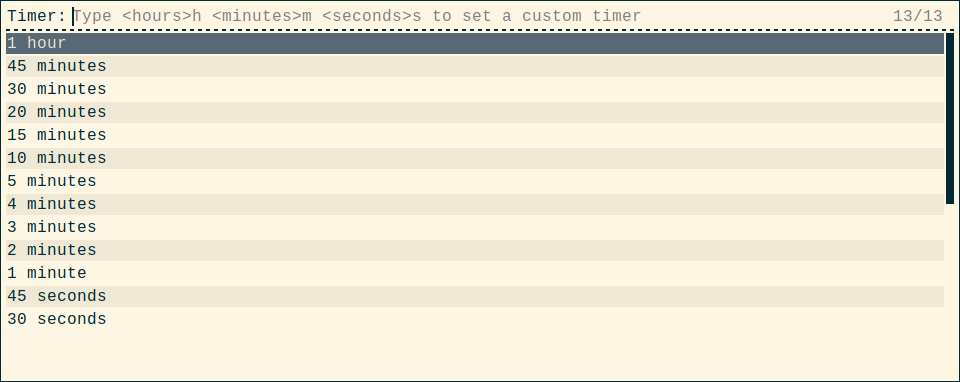 Timer: Type <hours>h <minutes>m <seconds>s to set a custom timer 13/13
1 hour
45 minutes
30 minutes
20 minutes
15 minutes
10 minutes
5 minutes
4 minutes
3 minutes
2 minutes
1 minute
45 seconds
30 seconds